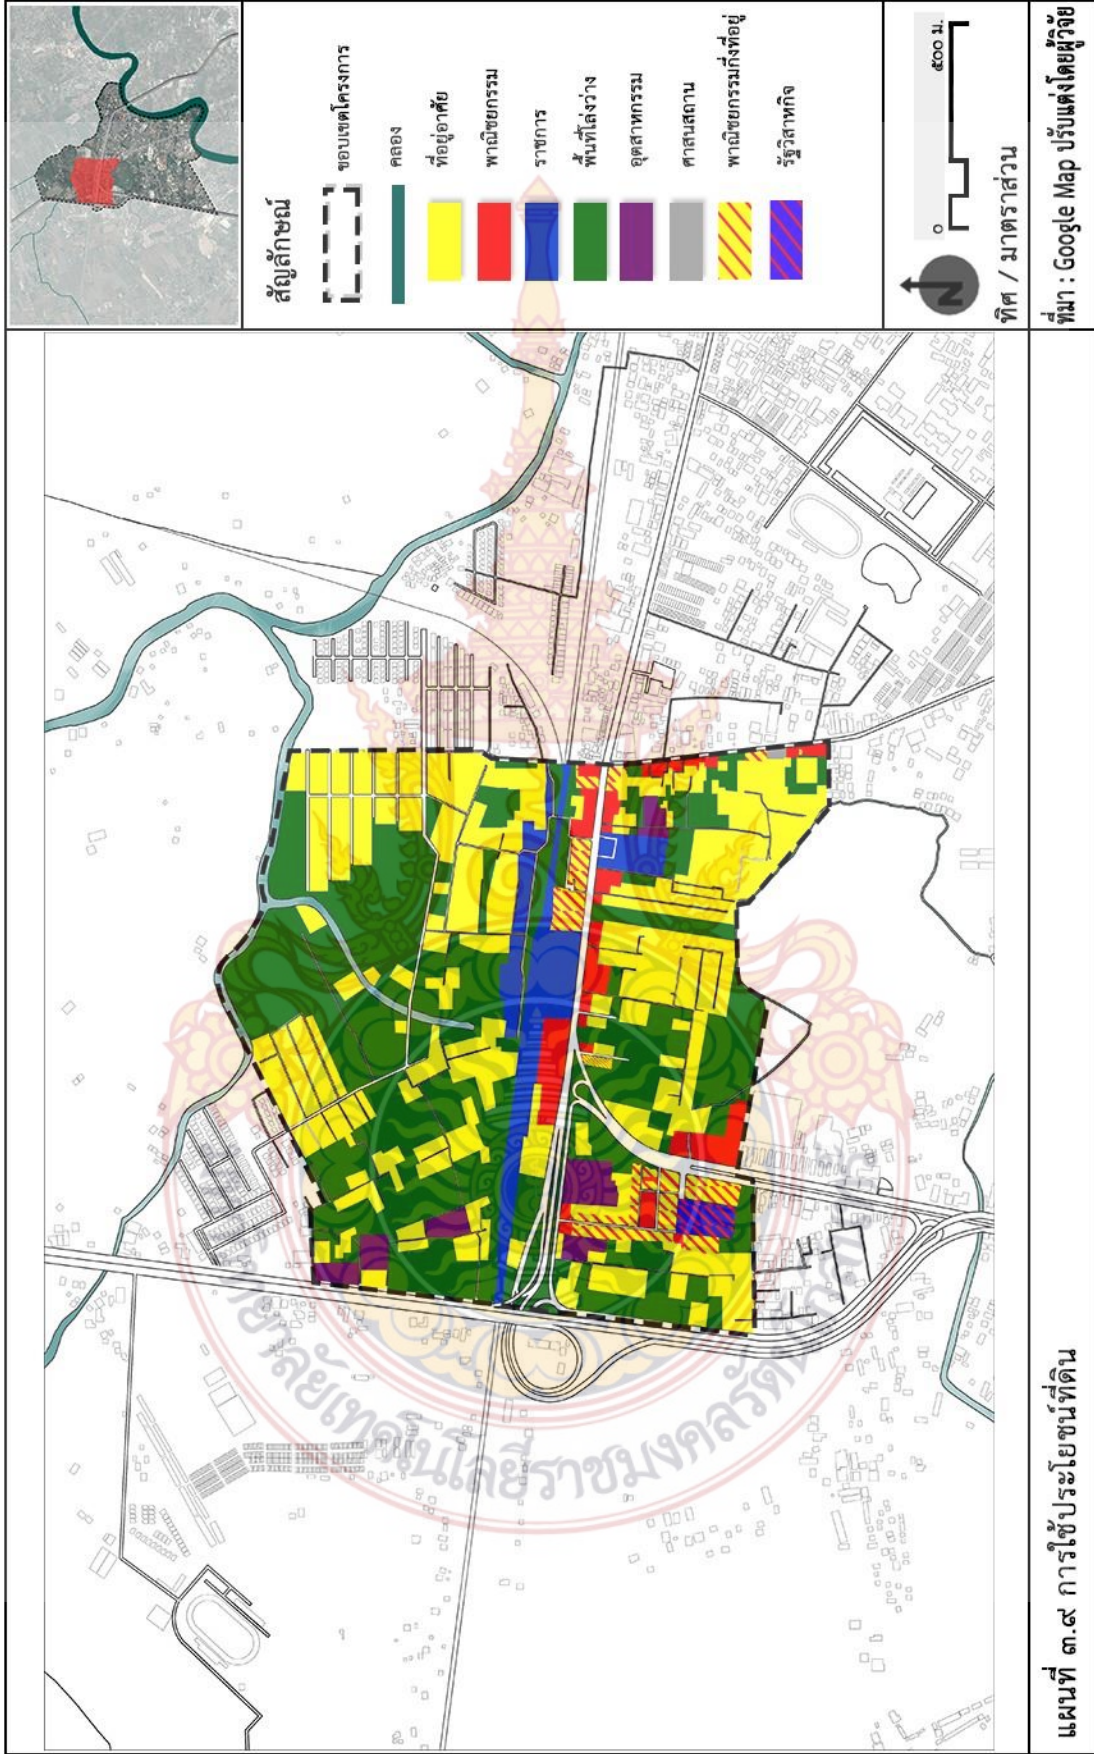 สัญลักษณ์
ขอบเขตโครงการ
คลอง
ที่อยู่อาศัย
พาณิชยกรรม
ราชการ
พื้นที่โล่งว่าง
อุตสาหกรรม
ศาสนสถาน
พาณิชยกรรมกึ่งที่อยู่
รัฐวิสาหกิจ
N
๐ ๕๐๐ ม.
ทิศ / มาตราส่วน
แผนที่ ๓.๙ การใช้ประโยชน์ที่ดิน
ที่มา : Google Map ปรับแต่งโดยผู้วิจัย